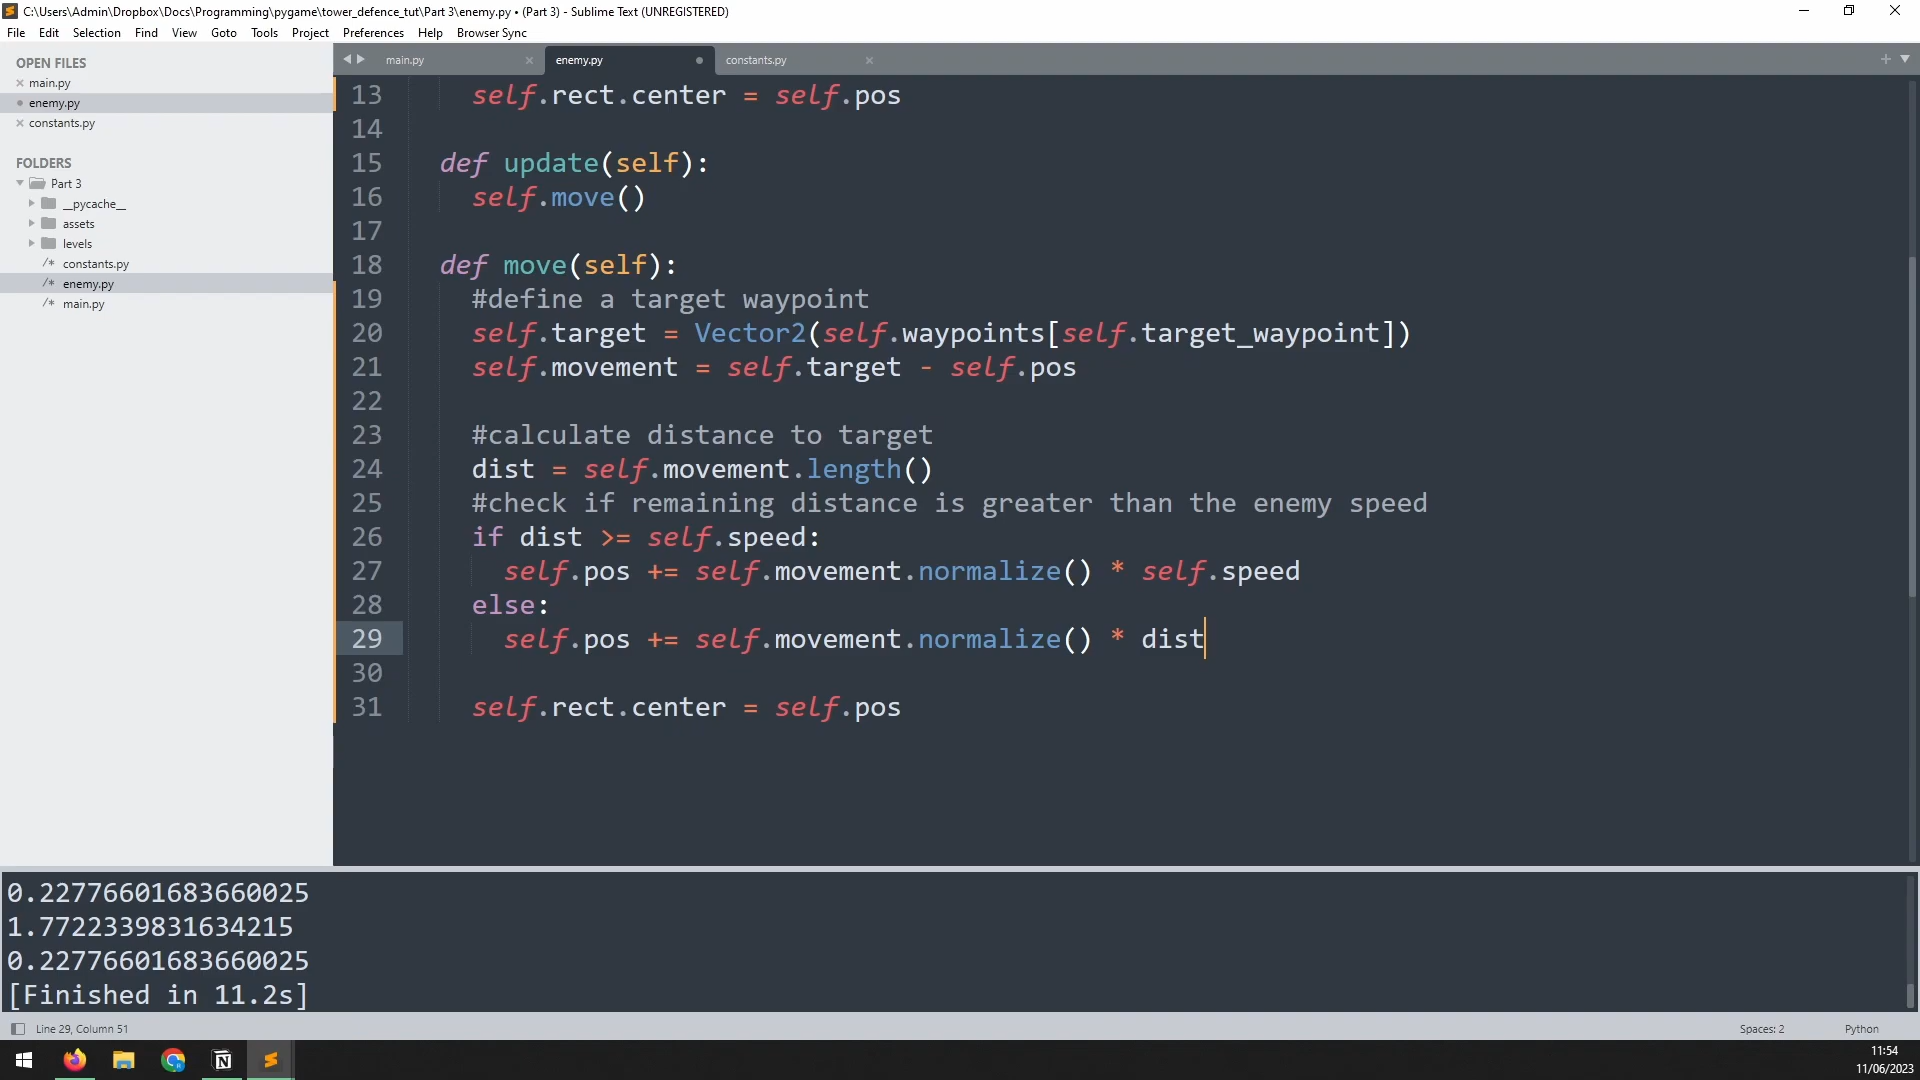 C:\Users\Admin\Dropbox\Docs\Programming\pygame\tower_defence_tut\Part 3\enemy.py • (Part 3) - Sublime Text (UNREGISTERED)
File Edit Selection Find View Goto Tools Project Preferences Help Browser Sync
OPEN FILES
main.py
enemy.py
constants.py
FOLDERS
Part 3
__pycache__
assets
levels
/* constants.py
/* enemy.py
/* main.py
main.py enemy.py constants.py
13 self.rect.center = self.pos
14
15 def update(self):
16 self.move()
17
18 def move(self):
19 #define a target waypoint
20 self.target = Vector2(self.waypoints[self.target_waypoint])
21 self.movement = self.target - self.pos
22
23 #calculate distance to target
24 dist = self.movement.length()
25 #check if remaining distance is greater than the enemy speed
26 if dist >= self.speed:
27 self.pos += self.movement.normalize() * self.speed
28 else:
29 self.pos += self.movement.normalize() * dist
30
31 self.rect.center = self.pos
0.22776601683660025
1.7722339831634215
0.22776601683660025
[Finished in 11.2s]
Line 29, Column 51
Spaces: 2
Python
11:54
11/06/2023